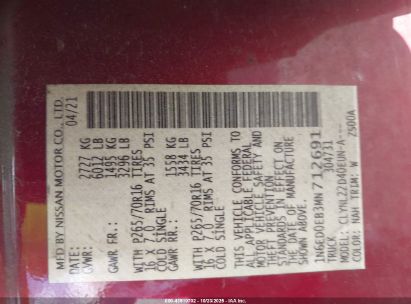 MFD BY NISSAN MOTOR CO., LTD.
DATE: 04/21
GVWR: 2727 KG
6012 LB
GAWR FR.: 1495 KG
3296 LB
WITH P265/70R16 TIRES
16 X 7.0 RIMS AT 35 PSI
COLD SINGLE
GAWR RR.: 1558 KG
3434 LB
WITH P265/70R16 TIRES
16 X 7.0 RIMS AT 35 PSI
COLD SINGLE
THIS VEHICLE CONFORMS TO
ALL APPLICABLE FEDERAL
MOTOR VEHICLE SAFETY AND
THEFT PREVENTION
STANDARDS IN EFFECT ON
THE DATE OF MANUFACTURE
SHOWN ABOVE.
1N6ED0EB3MN712691
TRUCK 304731
MODEL: CLYNLZZD40EUN-A---
COLOR: NAH TRIM: W Z900A